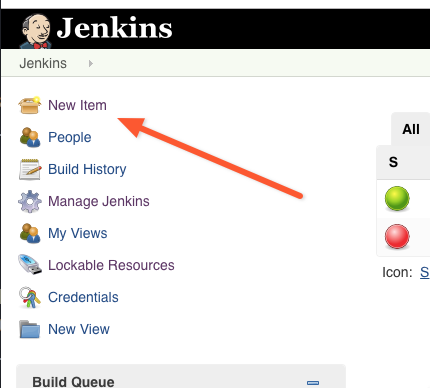 Jenkins
Jenkins
New Item
People
Build History
Manage Jenkins
My Views
Lockable Resources
Credentials
New View
Build Queue
All
S
Icon: S